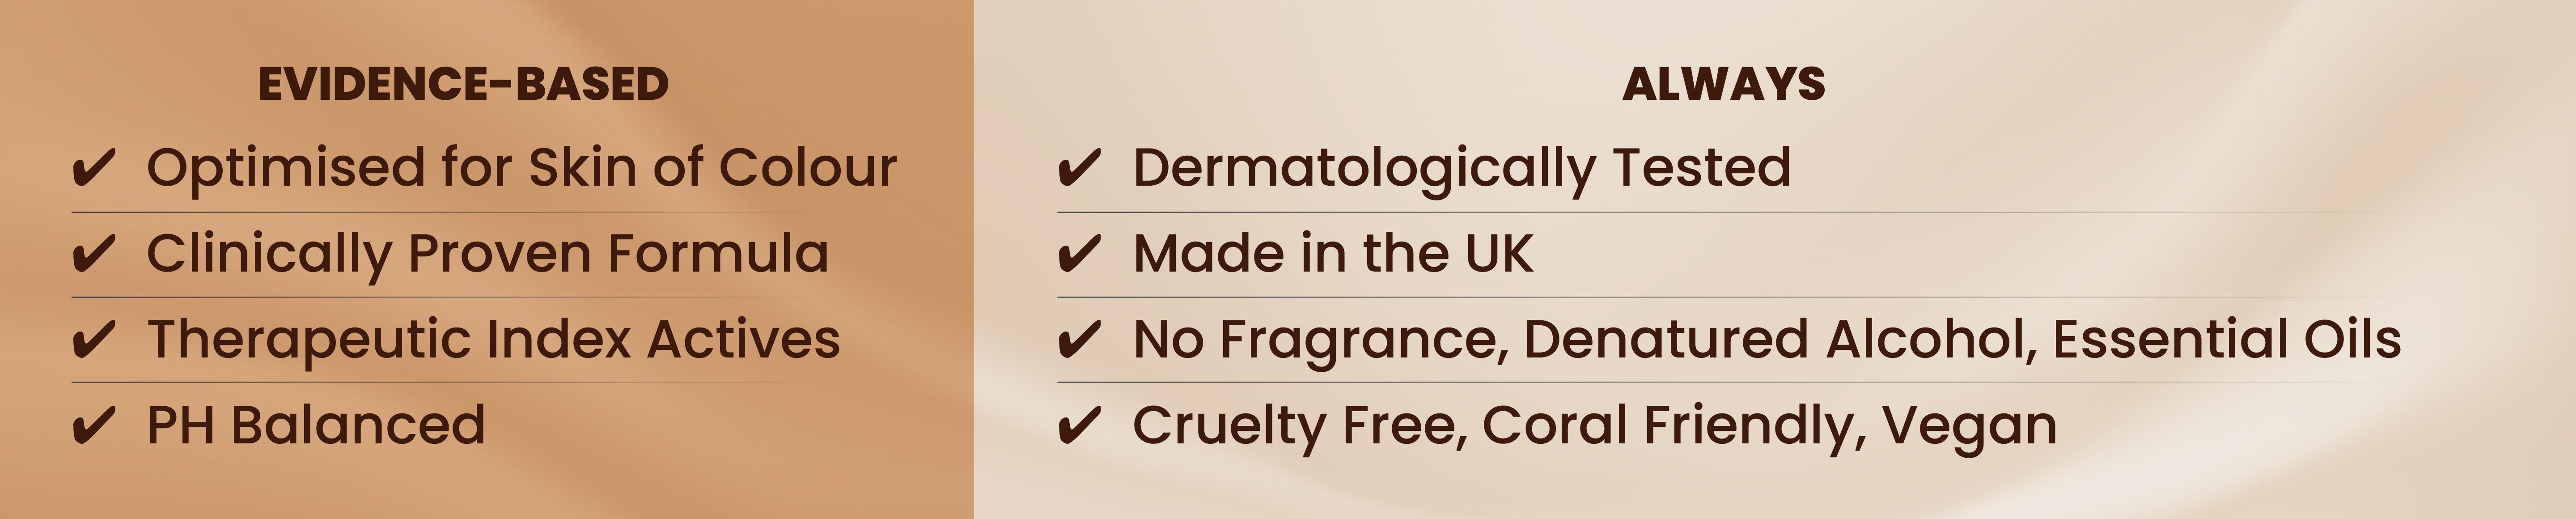 EVIDENCE-BASED
✔ Optimised for Skin of Colour
✔ Clinically Proven Formula
✔ Therapeutic Index Actives
✔ PH Balanced
ALWAYS
✔ Dermatologically Tested
✔ Made in the UK
✔ No Fragrance, Denatured Alcohol, Essential Oils
✔ Cruelty Free, Coral Friendly, Vegan